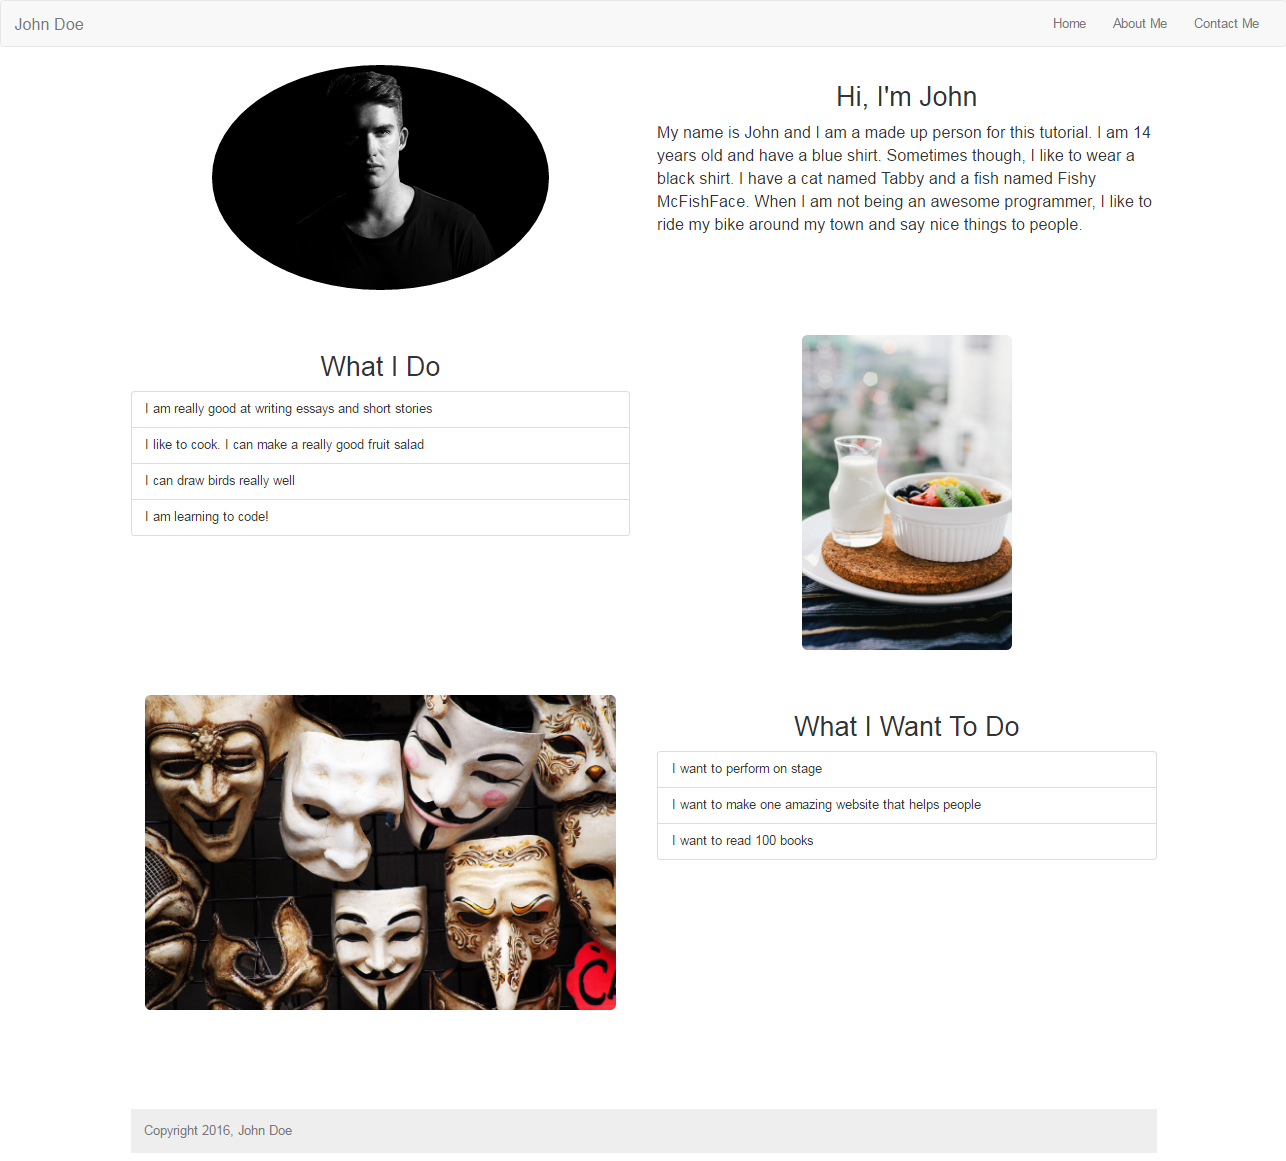 John Doe
Home
About Me
Contact Me
Hi, I'm John
My name is John and I am a made up person for this tutorial. I am 14
years old and have a blue shirt. Sometimes though, I like to wear a
black shirt. I have a cat named Tabby and a fish named Fishy
McFishFace. When I am not being an awesome programmer, I like to
ride my bike around my town and say nice things to people.
What I Do
I am really good at writing essays and short stories
I like to cook. I can make a really good fruit salad
I can draw birds really well
I am learning to code!
What I Want To Do
I want to perform on stage
I want to make one amazing website that helps people
I want to read 100 books
CA
Copyright 2016, John Doe